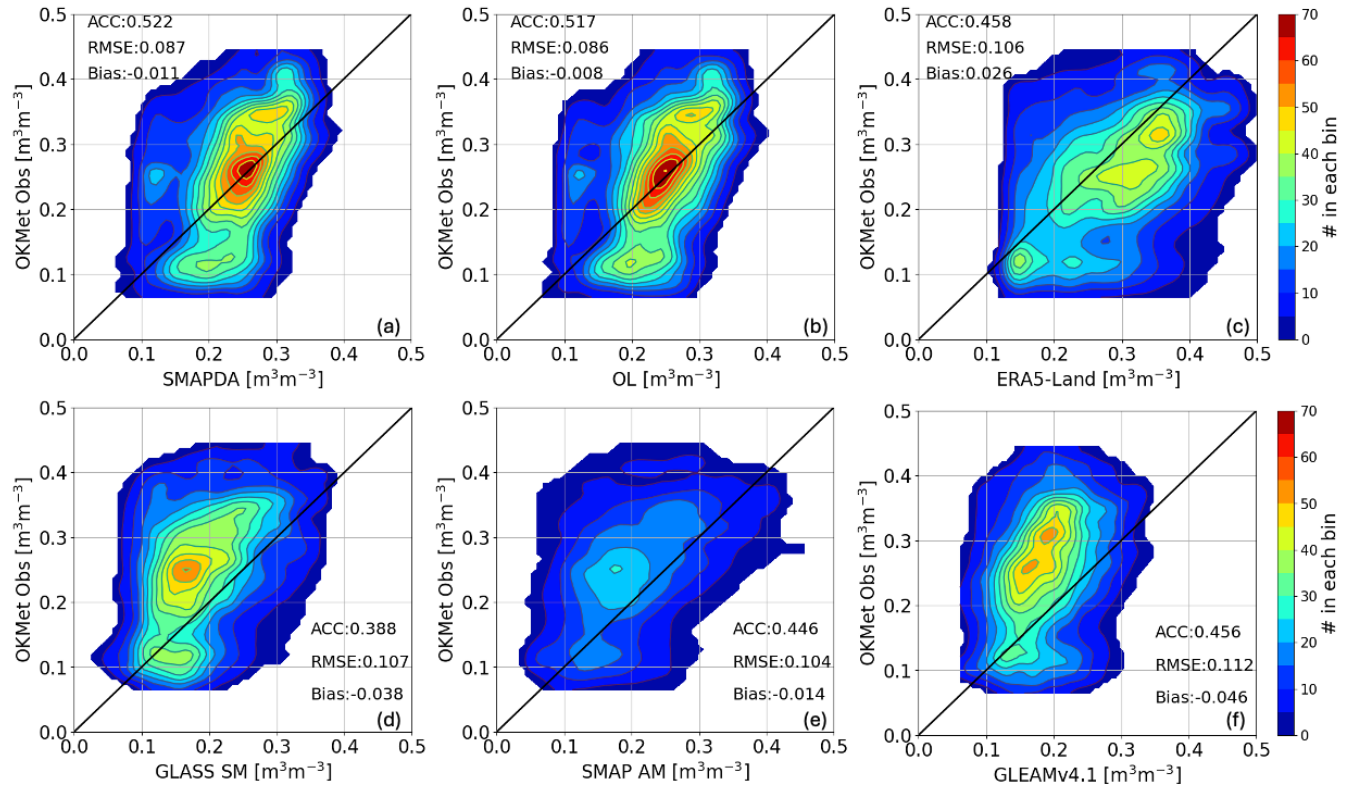 ACC:0.522
RMSE:0.087
Bias:-0.011
OKMet Obs [m³m⁻³]
0.5
0.4
0.3
0.2
0.1
0.0
0.0 0.1 0.2 0.3 0.4 0.5
SMAPDA [m³m⁻³]
(a)
ACC:0.517
RMSE:0.086
Bias:-0.008
OKMet Obs [m³m⁻³]
0.5
0.4
0.3
0.2
0.1
0.0
0.0 0.1 0.2 0.3 0.4 0.5
OL [m³m⁻³]
(b)
ACC:0.458
RMSE:0.106
Bias:0.026
OKMet Obs [m³m⁻³]
0.5
0.4
0.3
0.2
0.1
0.0
0.0 0.1 0.2 0.3 0.4 0.5
ERA5-Land [m³m⁻³]
(c)
70
60
50
40
30
20
10
0
# in each bin
OKMet Obs [m³m⁻³]
0.5
0.4
0.3
0.2
0.1
0.0
ACC:0.388
RMSE:0.107
Bias:-0.038
(d)
0.0 0.1 0.2 0.3 0.4 0.5
GLASS SM [m³m⁻³]
OKMet Obs [m³m⁻³]
0.5
0.4
0.3
0.2
0.1
0.0
ACC:0.446
RMSE:0.104
Bias:-0.014
(e)
0.0 0.1 0.2 0.3 0.4 0.5
SMAP AM [m³m⁻³]
OKMet Obs [m³m⁻³]
0.5
0.4
0.3
0.2
0.1
0.0
ACC:0.456
RMSE:0.112
Bias:-0.046
(f)
0.0 0.1 0.2 0.3 0.4 0.5
GLEAMv4.1 [m³m⁻³]
70
60
50
40
30
20
10
0
# in each bin